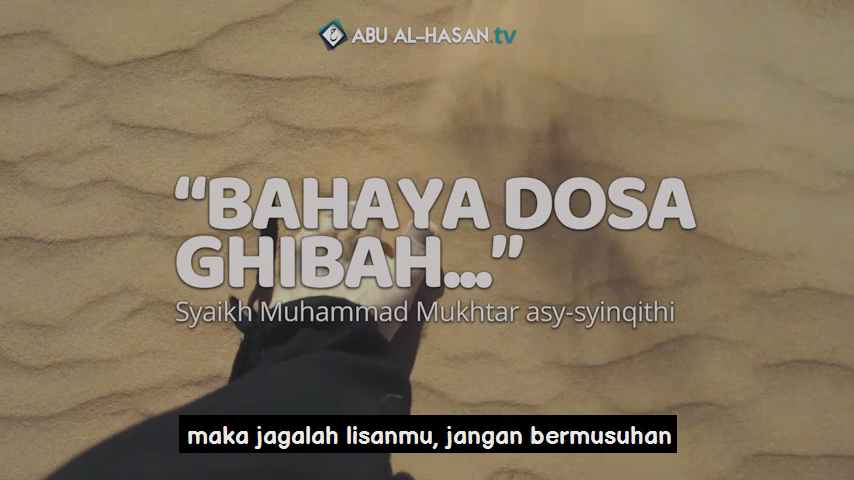 ABU AL-HASAN.tv
“BAHAYA DOSA
GHIBAH...”
Syaikh Muhammad Mukhtar asy-syinqithi
maka jagalah lisanmu, jangan bermusuhan